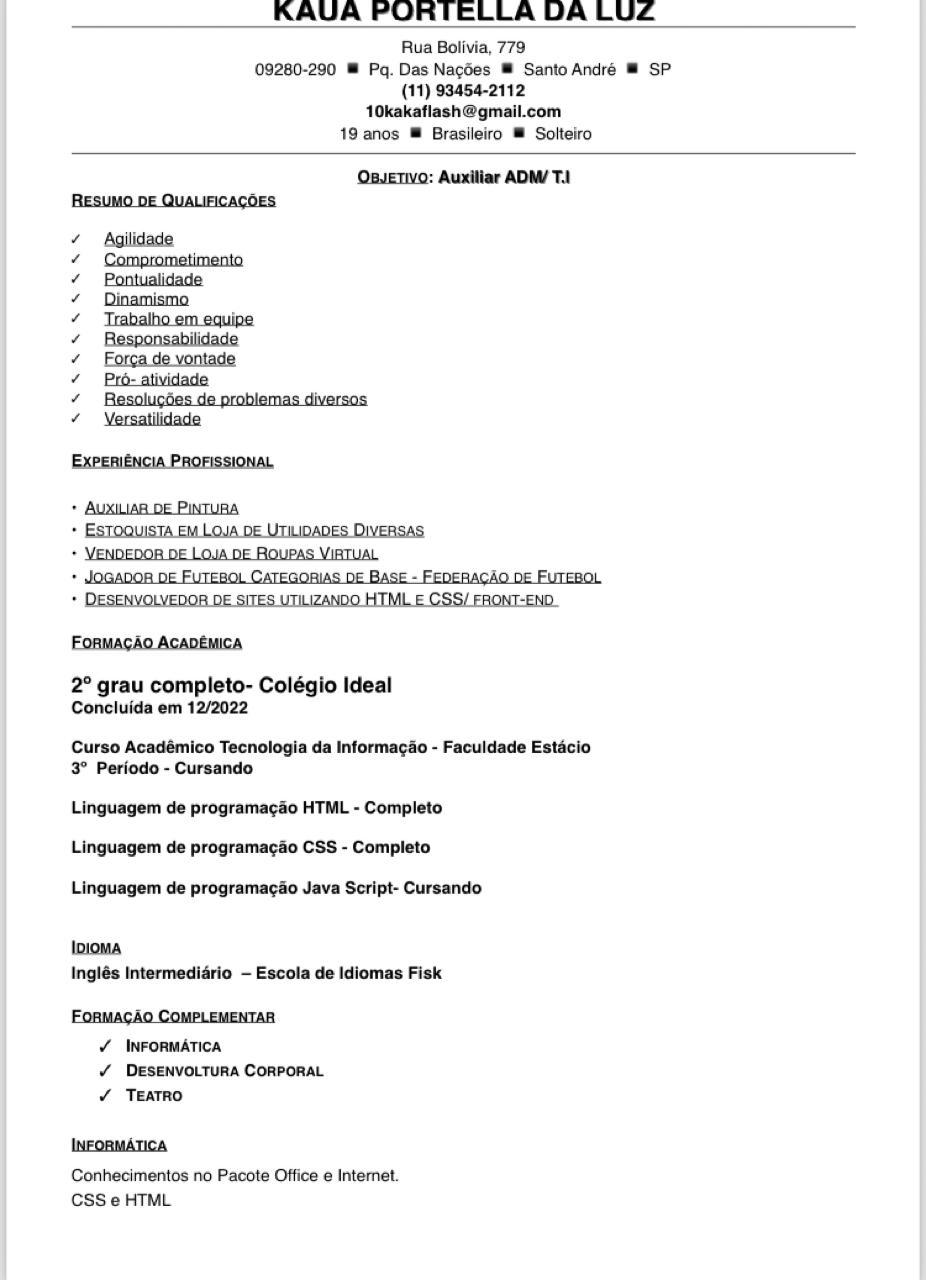 KAUA PORTELLA DA LUZ
Rua Bolívia, 779
09280-290 ■ Pq. Das Nações ■ Santo André ■ SP
(11) 93454-2112
10kakaflash@gmail.com
19 anos ■ Brasileiro ■ Solteiro
OBJETIVO: Auxiliar ADM/ T.I
RESUMO DE QUALIFICAÇÕES
✓ Agilidade
✓ Comprometimento
✓ Pontualidade
✓ Dinamismo
✓ Trabalho em equipe
✓ Responsabilidade
✓ Força de vontade
✓ Pró- atividade
✓ Resoluções de problemas diversos
✓ Versatilidade
EXPERIÊNCIA PROFISSIONAL
• AUXILIAR DE PINTURA
• ESTOQUISTA EM LOJA DE UTILIDADES DIVERSAS
• VENDEDOR DE LOJA DE ROUPAS VIRTUAL
• JOGADOR DE FUTEBOL CATEGORIAS DE BASE - FEDERAÇÃO DE FUTEBOL
• DESENVOLVEDOR DE SITES UTILIZANDO HTML E CSS/ FRONT-END
FORMAÇÃO ACADÊMICA
2º grau completo- Colégio Ideal
Concluída em 12/2022
Curso Acadêmico Tecnologia da Informação - Faculdade Estácio
3º Período - Cursando
Linguagem de programação HTML - Completo
Linguagem de programação CSS - Completo
Linguagem de programação Java Script- Cursando
IDIOMA
Inglês Intermediário – Escola de Idiomas Fisk
FORMAÇÃO COMPLEMENTAR
✓ INFORMÁTICA
✓ DESENVOLTURA CORPORAL
✓ TEATRO
INFORMÁTICA
Conhecimentos no Pacote Office e Internet.
CSS e HTML